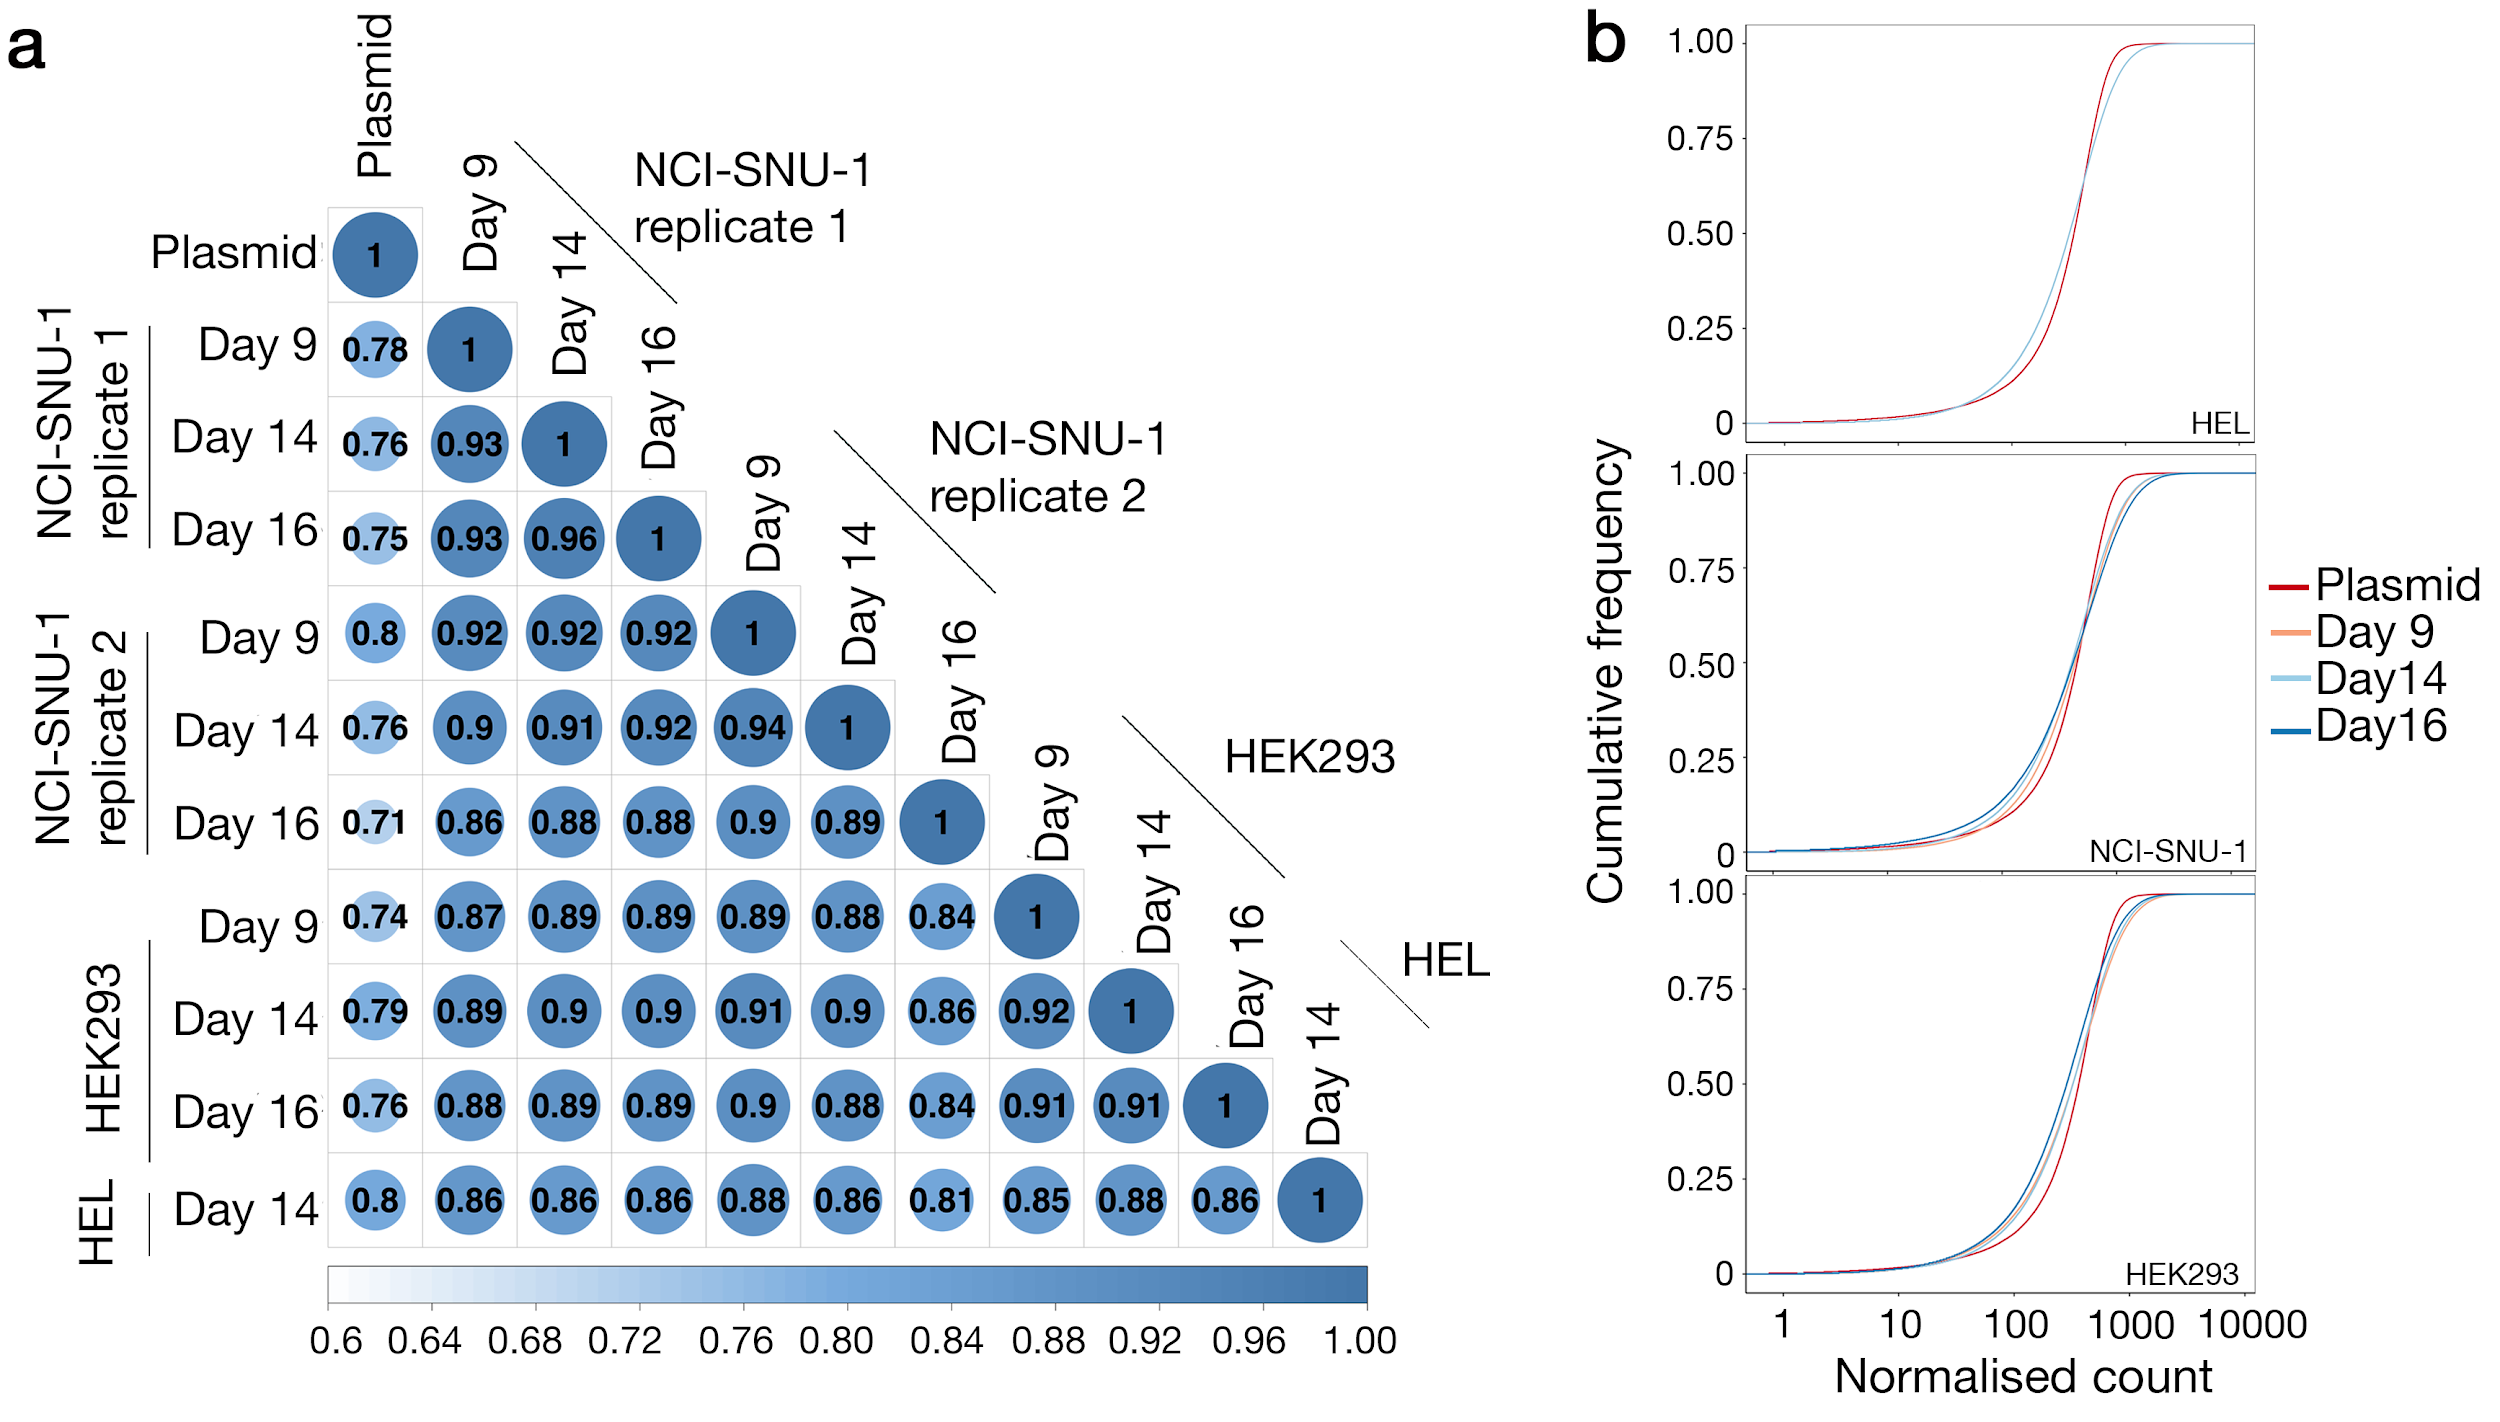 a
Plasmid
Day 9
Day 14
Day 16
Day 9
Day 14
Day 16
Day 9
Day 14
Day 16
Day 14
NCI-SNU-1
replicate 1
NCI-SNU-1
replicate 2
HEK293
HEL
NCI-SNU-1
replicate 1
NCI-SNU-1
replicate 2
HEK293
HEL
Plasmid 1
Day 9 0.78 1
Day 14 0.76 0.93 1
Day 16 0.75 0.93 0.96 1
Day 9 0.8 0.92 0.92 0.92 1
Day 14 0.76 0.9 0.91 0.92 0.94 1
Day 16 0.71 0.86 0.88 0.88 0.9 0.89 1
Day 9 0.74 0.87 0.89 0.89 0.89 0.88 0.84 1
Day 14 0.79 0.89 0.9 0.9 0.91 0.9 0.86 0.92 1
Day 16 0.76 0.88 0.89 0.89 0.9 0.88 0.84 0.91 0.91 1
Day 14 0.8 0.86 0.86 0.86 0.88 0.86 0.81 0.85 0.88 0.86 1
0.6 0.64 0.68 0.72 0.76 0.80 0.84 0.88 0.92 0.96 1.00
b
Cumulative frequency
1.00
0.75
0.50
0.25
0
HEL
1.00
0.75
0.50
0.25
0
NCI-SNU-1
1.00
0.75
0.50
0.25
0
HEK293
1 10 100 1000 10000
Normalised count
Plasmid
Day 9
Day14
Day16